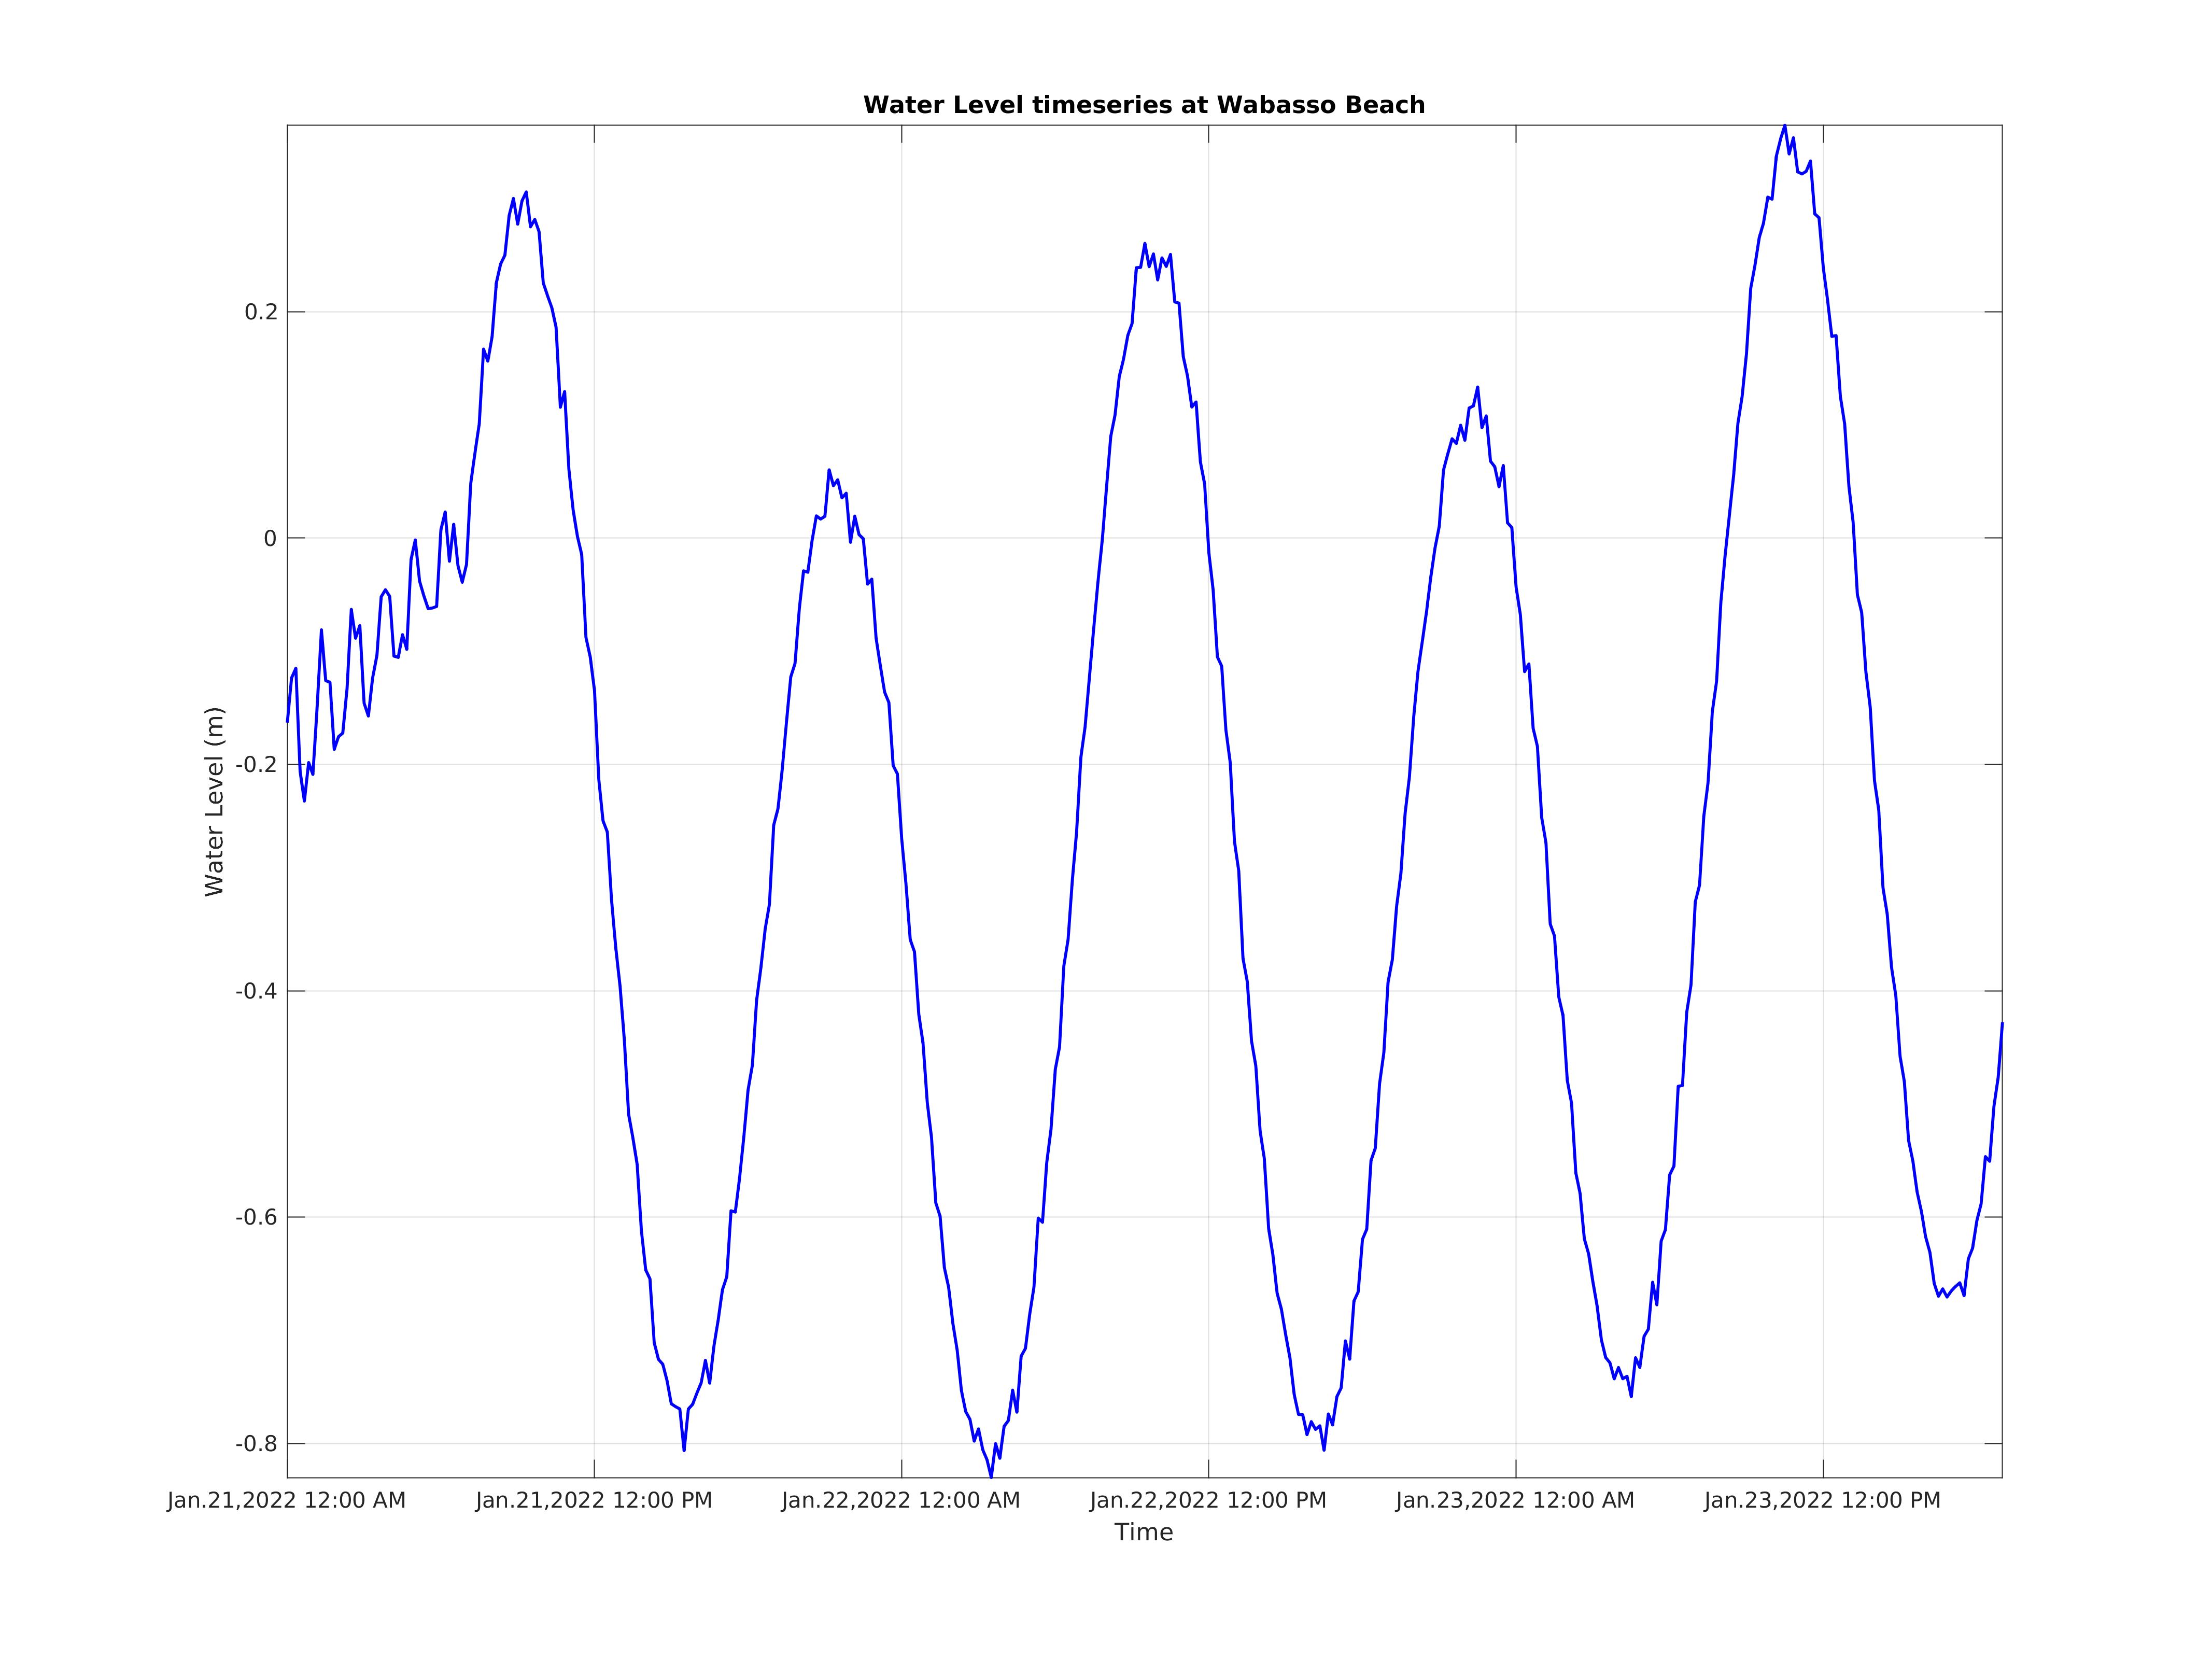 Water Level timeseries at Wabasso Beach
0.2
0
-0.2
-0.4
-0.6
-0.8
Water Level (m)
Jan.21,2022 12:00 AM
Jan.21,2022 12:00 PM
Jan.22,2022 12:00 AM
Jan.22,2022 12:00 PM
Jan.23,2022 12:00 AM
Jan.23,2022 12:00 PM
Time